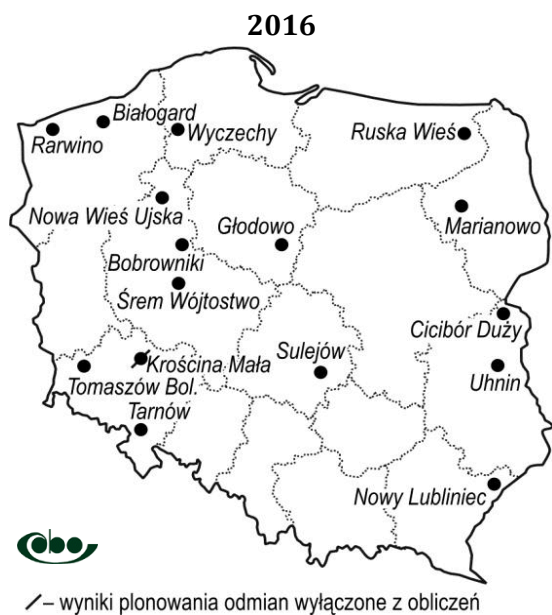 2016
Białogard
Rarwino
Wyczechy
Ruska Wieś
Nowa Wieś Ujska
Głodowo
Marianowo
Bobrowniki
Śrem Wójtostwo
Cicibór Duży
Krościna Mała
Sulejów
Tomaszów Bol.
Uhnin
Tarnów
Nowy Lubliniec
cobo
– wyniki plonowania odmian wyłączone z obliczeń